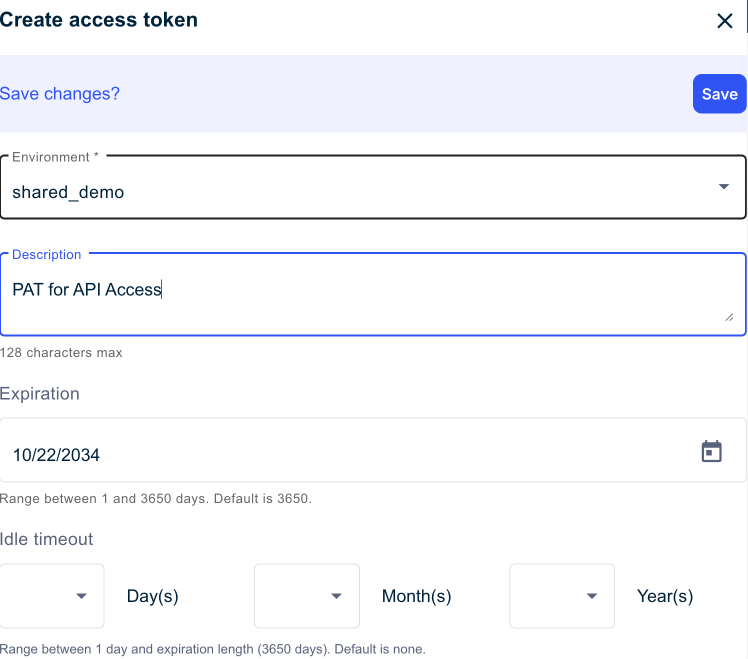 Create access token
Save changes?
Save
Environment *
shared_demo
Description
PAT for API Access
128 characters max
Expiration
10/22/2034
Range between 1 and 3650 days. Default is 3650.
Idle timeout
Day(s) Month(s) Year(s)
Range between 1 day and expiration length (3650 days). Default is none.